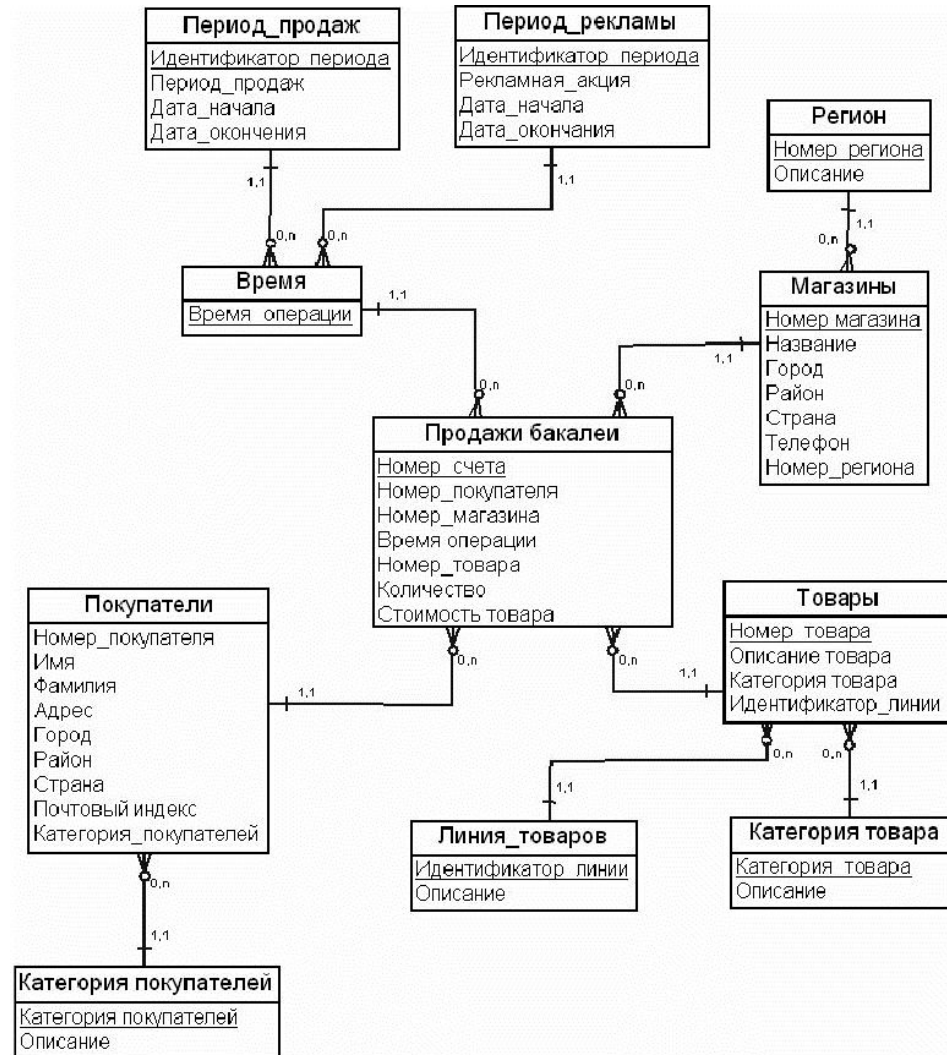 Период_продаж
Идентификатор_периода
Период_продаж
Дата_начала
Дата_окончения
1,1
0,n
Период_рекламы
Идентификатор_периода
Рекламная_акция
Дата_начала
Дата_окончания
1,1
0,n
Регион
Номер_региона
Описание
1,1
0,n
Время
Время_операции
1,1
0,n
Магазины
Номер магазина
Название
Город
Район
Страна
Телефон
Номер_региона
1,1
0,n
Продажи бакалеи
Номер_счета
Номер_покупателя
Номер_магазина
Время операции
Номер_товара
Количество
Стоимость товара
0,n
0,n
Покупатели
Номер_покупателя
Имя
Фамилия
Адрес
Город
Район
Страна
Почтовый индекс
Категория_покупателей
1,1
0,n
Товары
Номер_товара
Описание товара
Категория товара
Идентификатор_линии
1,1
0,n
0,n
1,1
1,1
Линия_товаров
Идентификатор_линии
Описание
Категория товара
Категория_товара
Описание
1,1
Категория покупателей
Категория покупателей
Описание